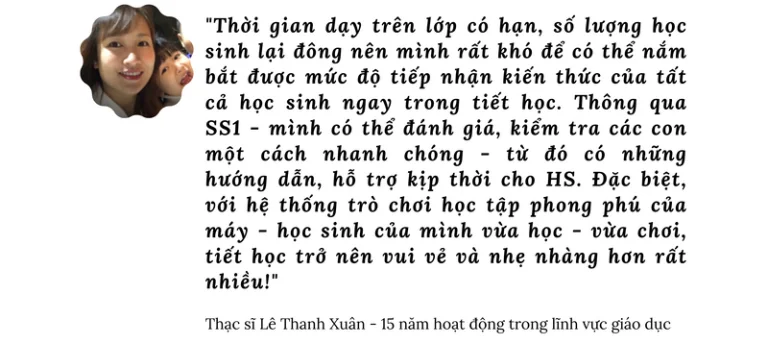 "Thời gian dạy trên lớp có hạn, số lượng học
sinh lại đông nên mình rất khó để có thể nắm
bắt được mức độ tiếp nhận kiến thức của tất
cả học sinh ngay trong tiết học. Thông qua
SS1 - mình có thể đánh giá, kiểm tra các con
một cách nhanh chóng - từ đó có những
hướng dẫn, hỗ trợ kịp thời cho HS. Đặc biệt,
với hệ thống trò chơi học tập phong phú của
máy - học sinh của mình vừa học - vừa chơi,
tiết học trở nên vui vẻ và nhẹ nhàng hơn rất
nhiều!"
Thạc sĩ Lê Thanh Xuân - 15 năm hoạt động trong lĩnh vực giáo dục